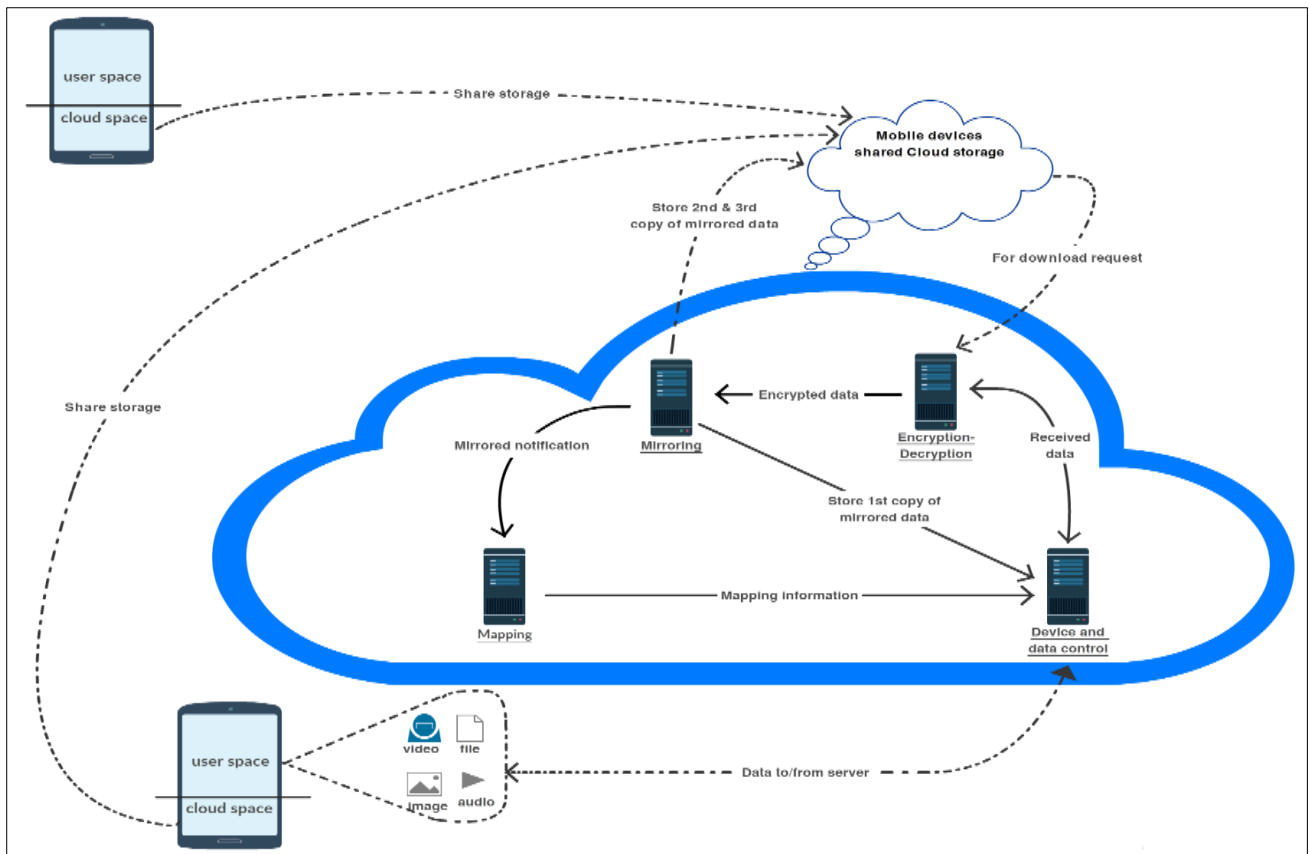 user space
cloud space
Share storage
Mobile devices
shared Cloud storage
Store 2nd & 3rd
copy of mirrored data
For download request
Share storage
Encrypted data
Mirroring
Encryption-
Decryption
Received
data
Mirrored notification
Store 1st copy of
mirrored data
Mapping
Mapping information
Device and
data control
user space
cloud space
video
file
image
audio
Data to/from server